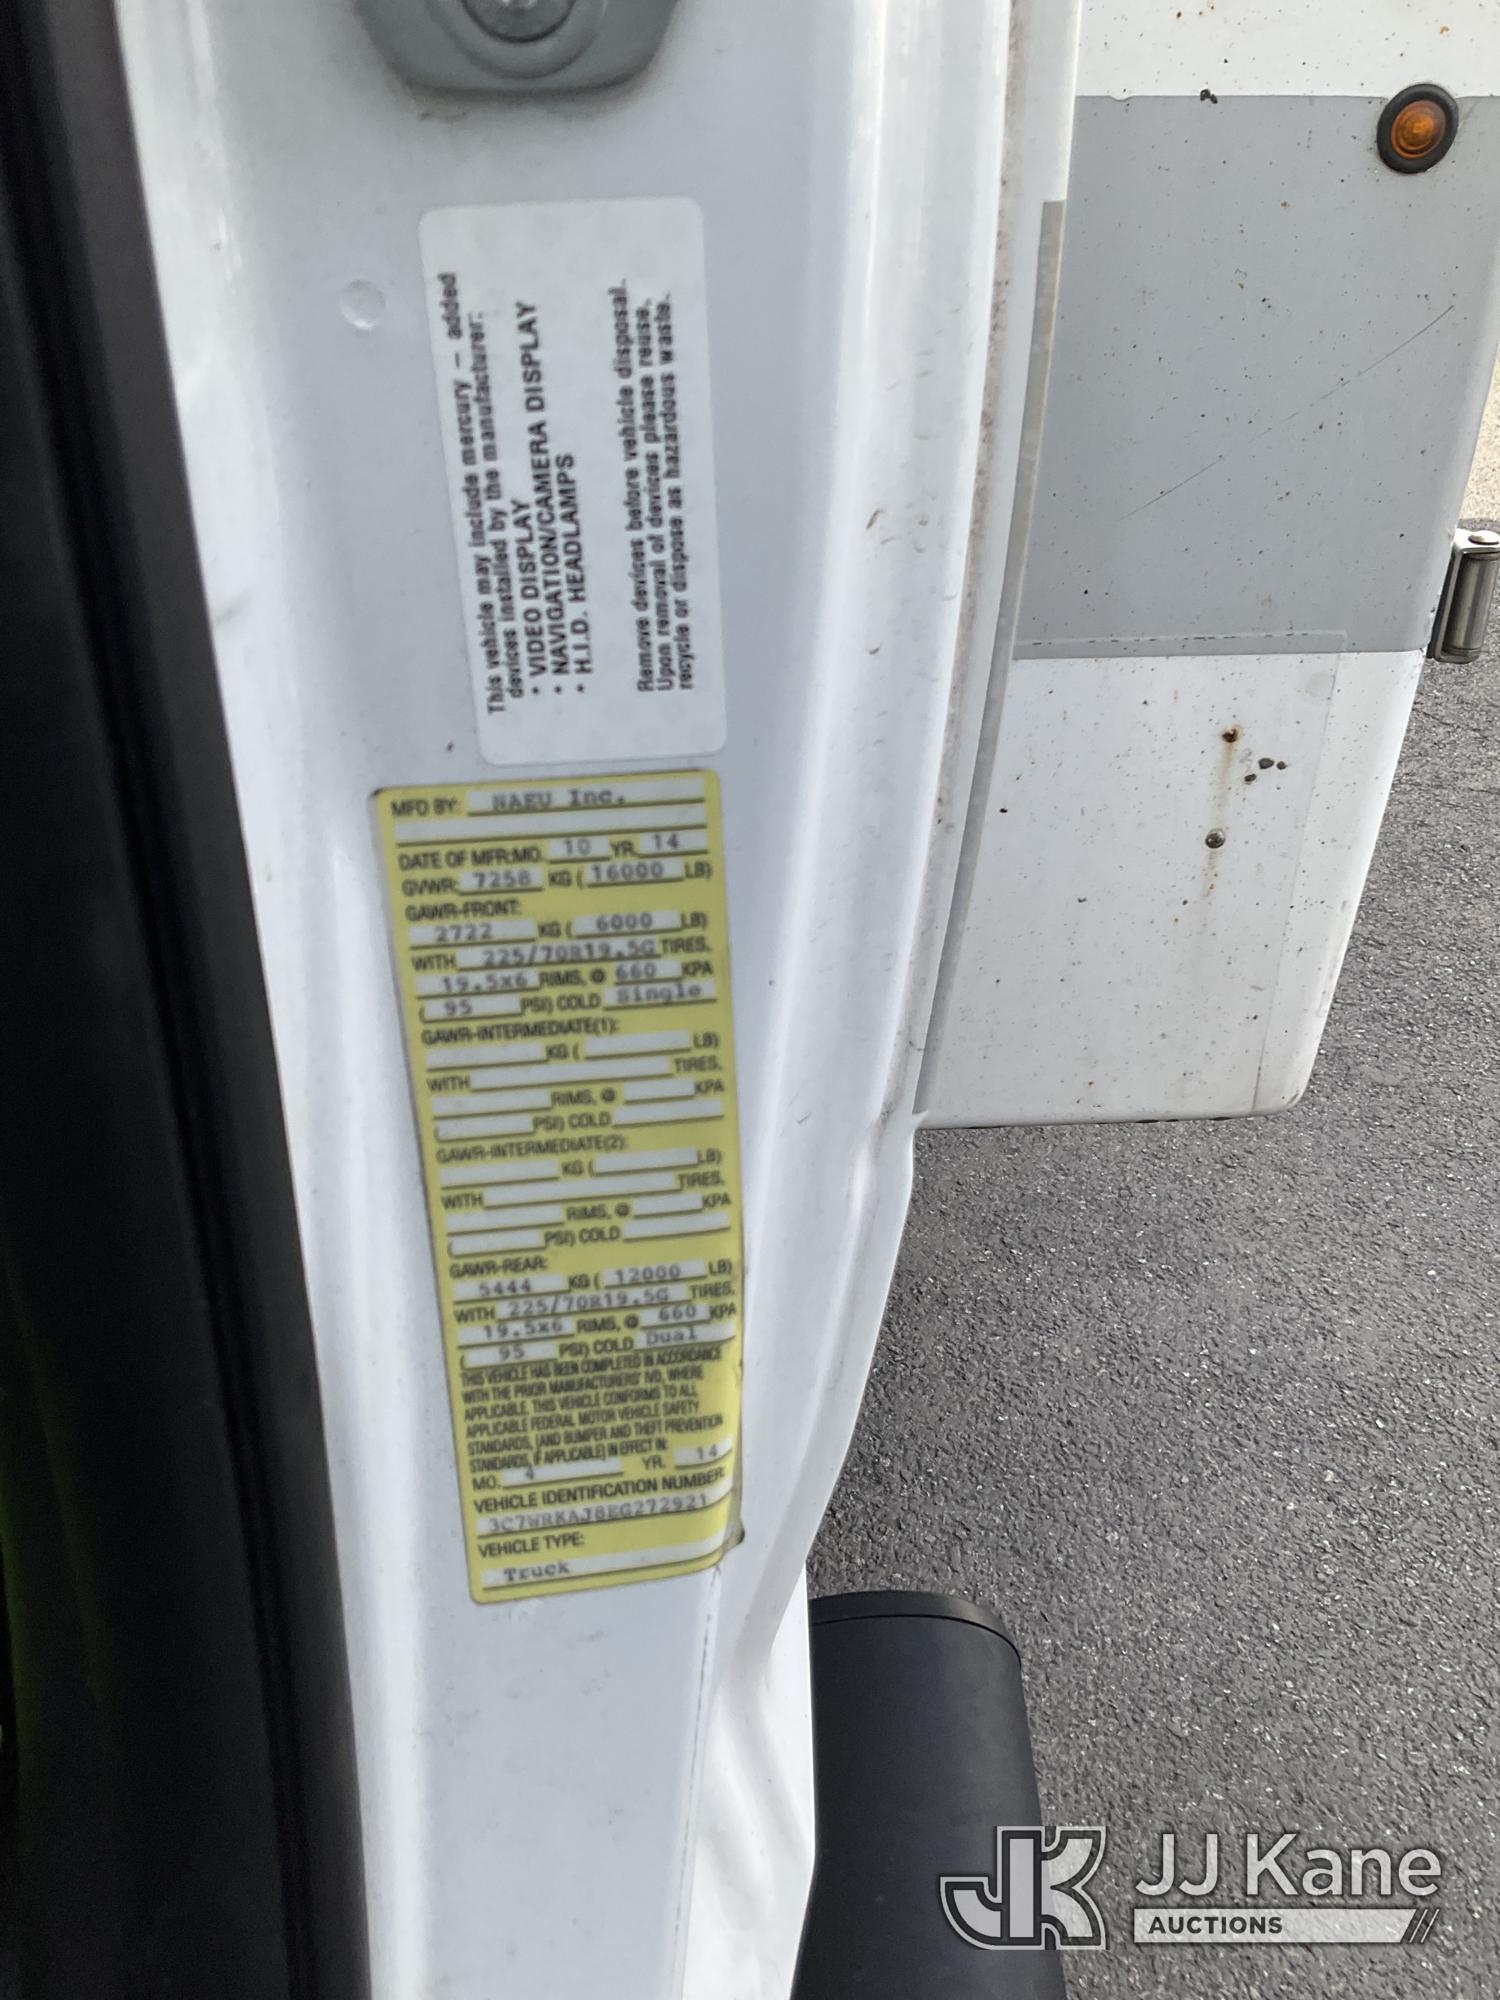 This vehicle may include mercury – added
devices installed by the manufacturer:
• VIDEO DISPLAY
• NAVIGATION/CAMERA DISPLAY
• H.I.D. HEADLAMPS
Remove devices before vehicle disposal.
Upon removal of devices please reuse,
recycle or dispose as hazardous waste.
MFD BY: NAEU Inc.
DATE OF MFR:MO. 10 YR. 14
GVWR: 7258 KG ( 16000 LB)
GAWR-FRONT:
2722 KG ( 6000 LB)
WITH 225/70R19.5G TIRES,
19.5x6 RIMS, @ 660 KPA
( 95 PSI) COLD Single
GAWR-INTERMEDIATE(1):
KG ( LB)
WITH TIRES,
RIMS, @ KPA
( PSI) COLD
GAWR-INTERMEDIATE(2):
KG ( LB)
WITH TIRES,
RIMS, @ KPA
( PSI) COLD
GAWR-REAR:
5444 KG ( 12000 LB)
WITH 225/70R19.5G TIRES,
19.5x6 RIMS, @ 660 KPA
( 95 PSI) COLD Dual
THIS VEHICLE HAS BEEN COMPLETED IN ACCORDANCE
WITH THE PRIOR MANUFACTURERS' IVD, WHERE
APPLICABLE. THIS VEHICLE CONFORMS TO ALL
APPLICABLE FEDERAL MOTOR VEHICLE SAFETY
STANDARDS, [AND BUMPER AND THEFT PREVENTION
STANDARDS, IF APPLICABLE] IN EFFECT IN:
MO. 4 YR. 14
VEHICLE IDENTIFICATION NUMBER:
3C7WRKAJ8EG272921
VEHICLE TYPE:
Truck
JK JJ Kane
AUCTIONS